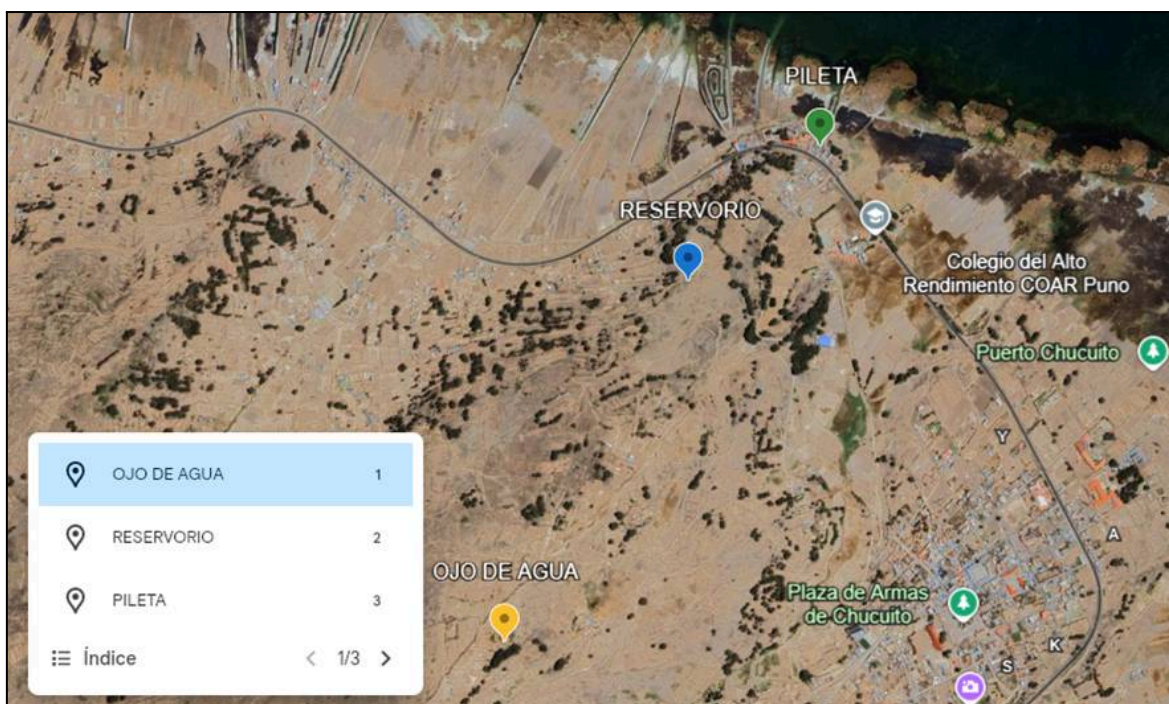 PILETA
RESERVORIO
Colegio del Alto
Rendimiento COAR Puno
Puerto Chucuito
Y
A
OJO DE AGUA 1
RESERVORIO 2
PILETA 3
Índice 1/3
OJO DE AGUA
Plaza de Armas
de Chucuito
K
S